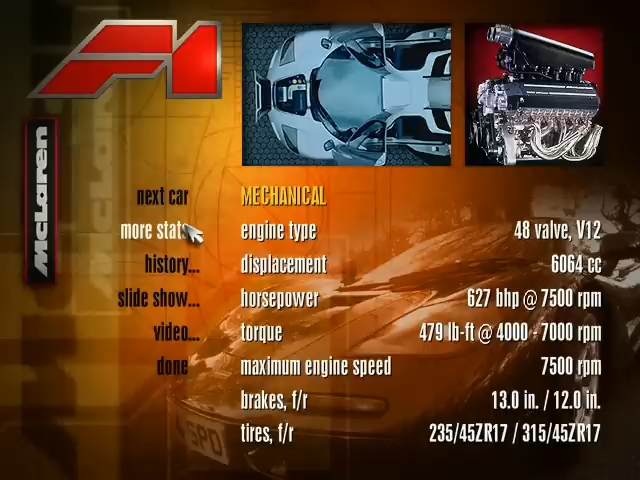 F1
McLaren
next car
more stats
history...
slide show...
video...
done
MECHANICAL
engine type 48 valve, V12
displacement 6064 cc
horsepower 627 bhp @ 7500 rpm
torque 479 lb-ft @ 4000 - 7000 rpm
maximum engine speed 7500 rpm
brakes, f/r 13.0 in. / 12.0 in.
tires, f/r 235/45ZR17 / 315/45ZR17